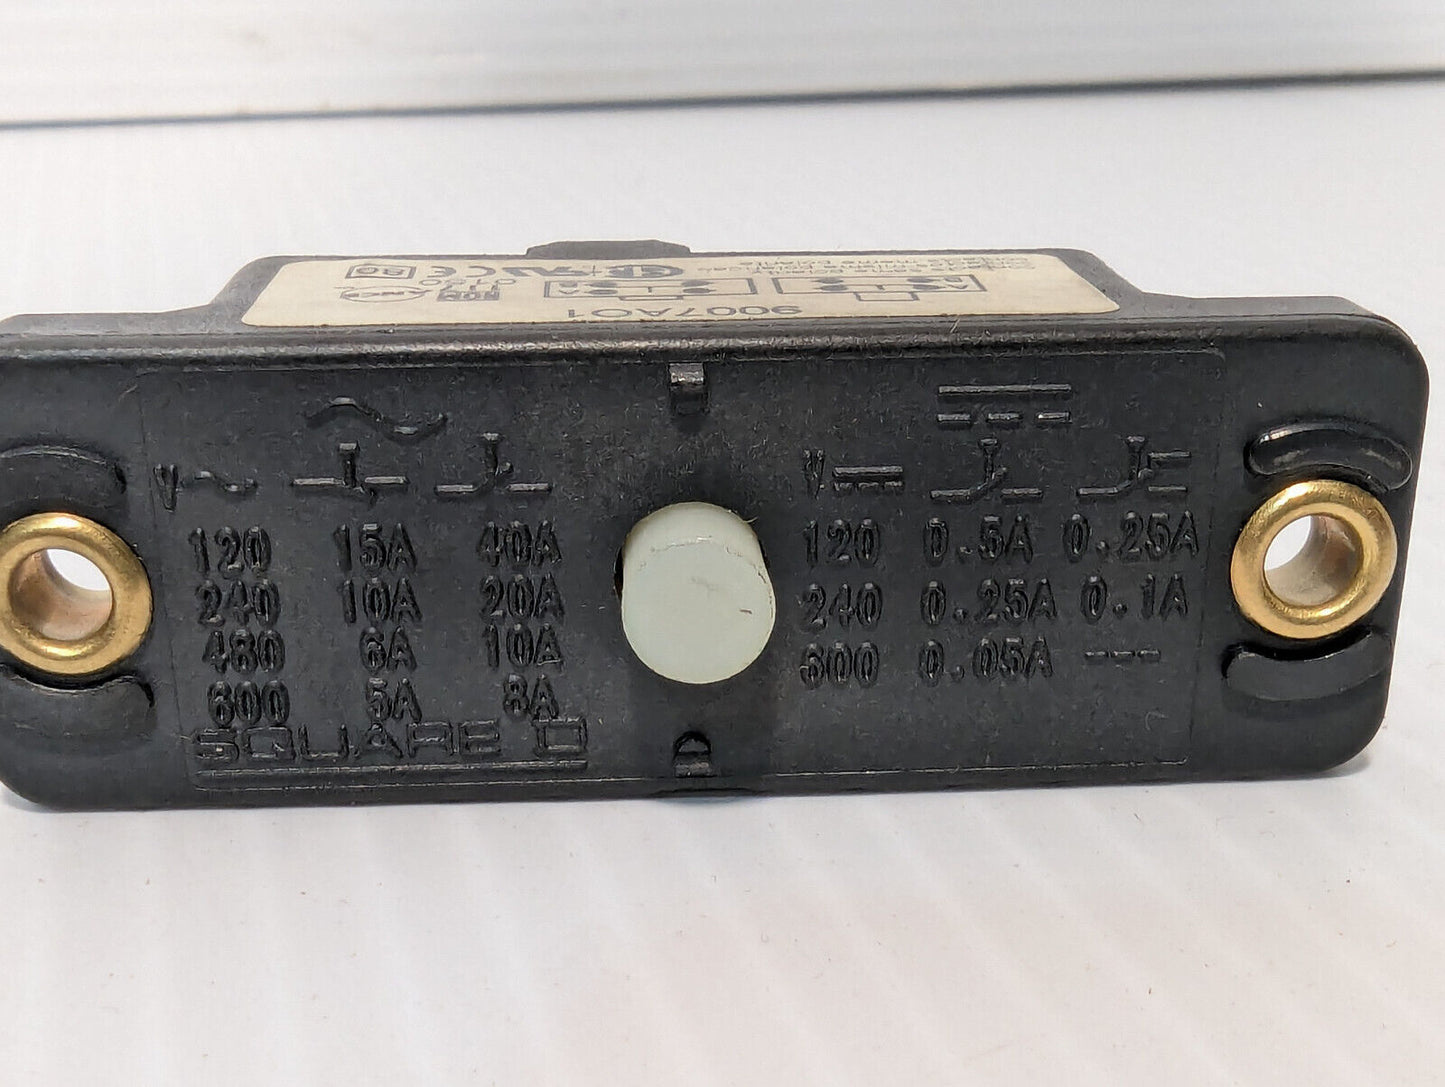 9007AO1
V 120 15A 40A
240 10A 20A
480 6A 10A
600 5A 8A
SQUARE D
V 120 0.5A 0.25A
240 0.25A 0.1A
600 0.05A ---